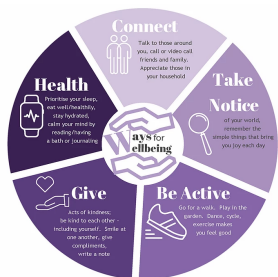 Connect
Talk to those around
you, call or video call
friends and family.
Appreciate those in
your household
Take
Notice
of your world,
remember the
simple things that bring
you joy each day
Be Active
Go for a walk. Play in the
garden. Dance, cycle,
exercise makes
you feel good
Give
Acts of kindness;
be kind to each other -
including yourself. Smile at
one another, give
compliments,
write a note
Health
Prioritise your sleep,
eat well/healthily,
stay hydrated,
calm your mind by
reading/having
a bath or journaling
Ways for
Wellbeing